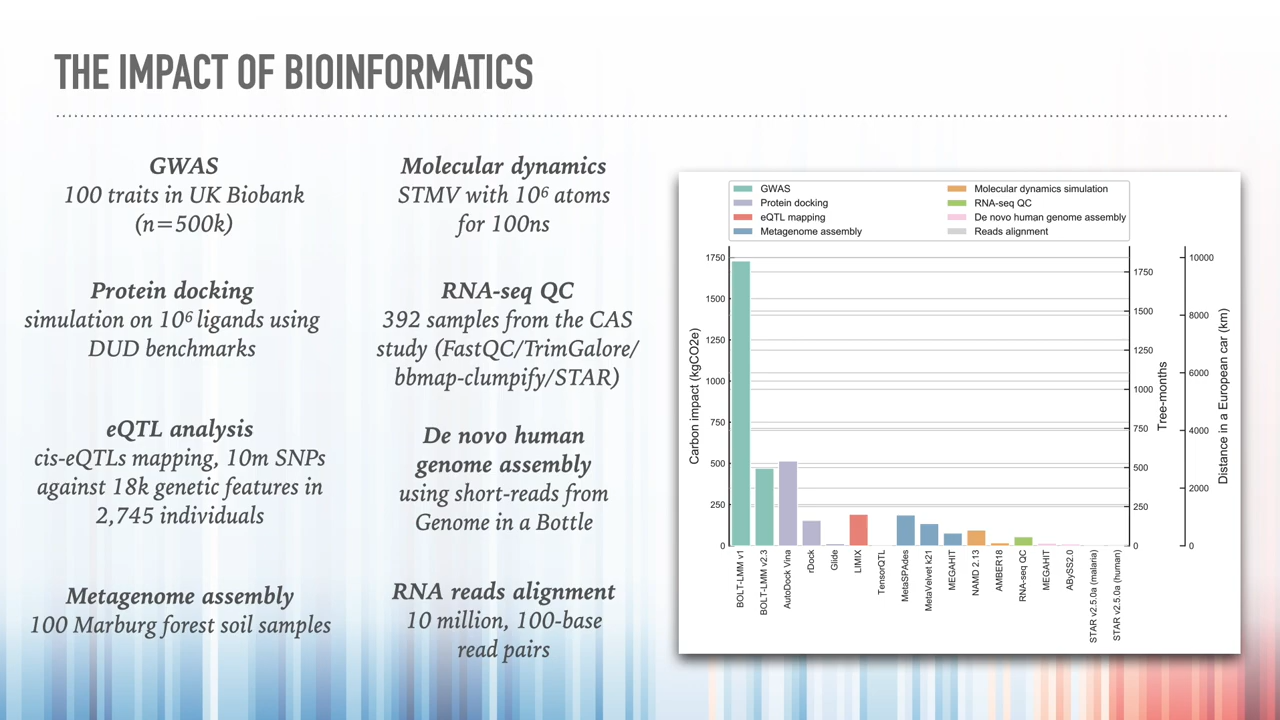 THE IMPACT OF BIOINFORMATICS
GWAS
100 traits in UK Biobank
(n=500k)
Protein docking
simulation on 10⁶ ligands using
DUD benchmarks
eQTL analysis
cis-eQTLs mapping, 10m SNPs
against 18k genetic features in
2,745 individuals
Metagenome assembly
100 Marburg forest soil samples
Molecular dynamics
STMV with 10⁶ atoms
for 100ns
RNA-seq QC
392 samples from the CAS
study (FastQC/TrimGalore/
bbmap-clumpify/STAR)
De novo human
genome assembly
using short-reads from
Genome in a Bottle
RNA reads alignment
10 million, 100-base
read pairs
GWAS
Protein docking
eQTL mapping
Metagenome assembly
Molecular dynamics simulation
RNA-seq QC
De novo human genome assembly
Reads alignment
Carbon impact (kgCO2e)
1750
1500
1250
1000
750
500
250
0
BOLT-LMM v1
BOLT-LMM v2.3
AutoDock Vina
rDock
Glide
LIMIX
TensorQTL
MetaSPAdes
MetaVelvet k21
MEGAHIT
NAMD 2.13
AMBER18
RNA-seq QC
MEGAHIT
ABySS2.0
STAR v2.5.0a (malaria)
STAR v2.5.0a (human)
1750
1500
1250
1000
750
500
250
0
Tree-months
10000
8000
6000
4000
2000
0
Distance in a European car (km)